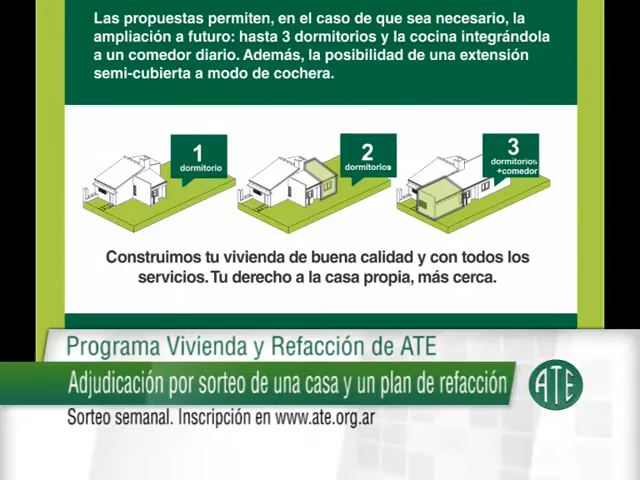 Las propuestas permiten, en el caso de que sea necesario, la
ampliación a futuro: hasta 3 dormitorios y la cocina integrándola
a un comedor diario. Además, la posibilidad de una extensión
semi-cubierta a modo de cochera.
1
dormitorio
2
dormitorios
3
dormitorios
+comedor
Construimos tu vivienda de buena calidad y con todos los
servicios. Tu derecho a la casa propia, más cerca.
Programa Vivienda y Refacción de ATE
Adjudicación por sorteo de una casa y un plan de refacción
ATE
Sorteo semanal. Inscripción en www.ate.org.ar